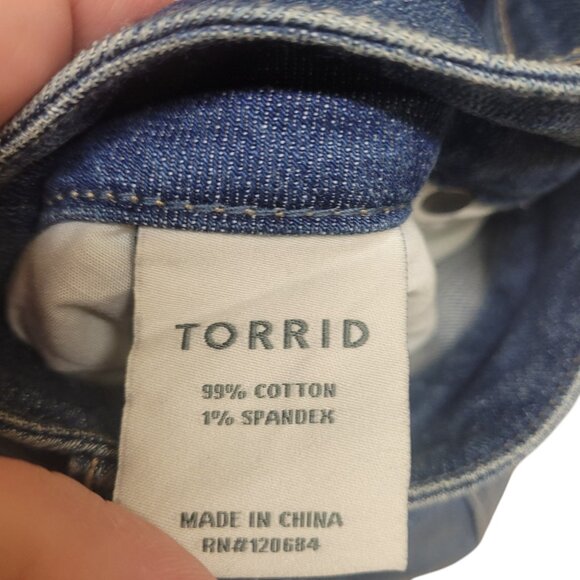 TORRID
99% COTTON
1% SPANDEX
MADE IN CHINA
RN#120684